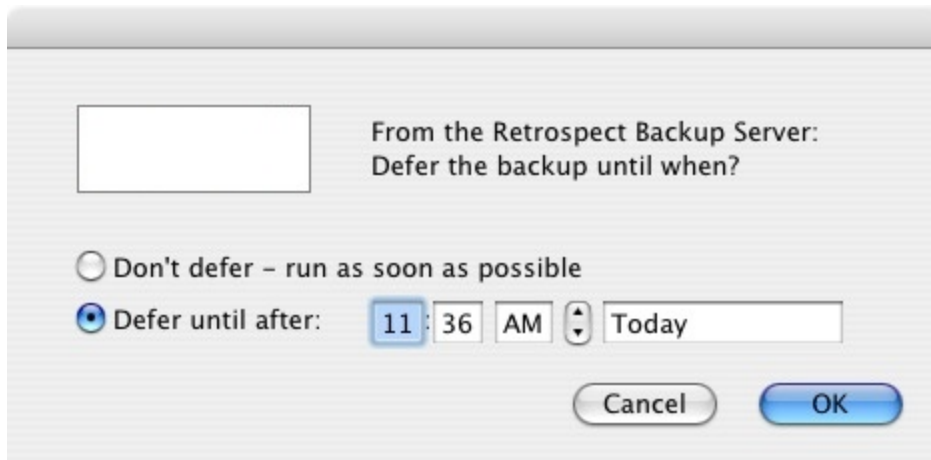 From the Retrospect Backup Server:
Defer the backup until when?
Don't defer – run as soon as possible
Defer until after: 11 : 36 AM Today
Cancel OK